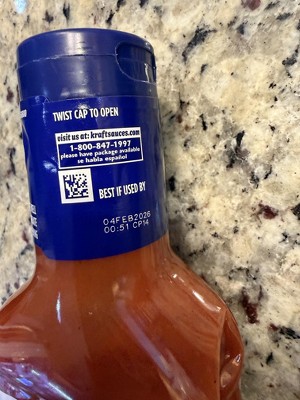 TWIST CAP TO OPEN
visit us at: kraftsauces.com
1-800-847-1997
please have package available
se habla español
BEST IF USED BY
04FEB2026
00:51 CP14